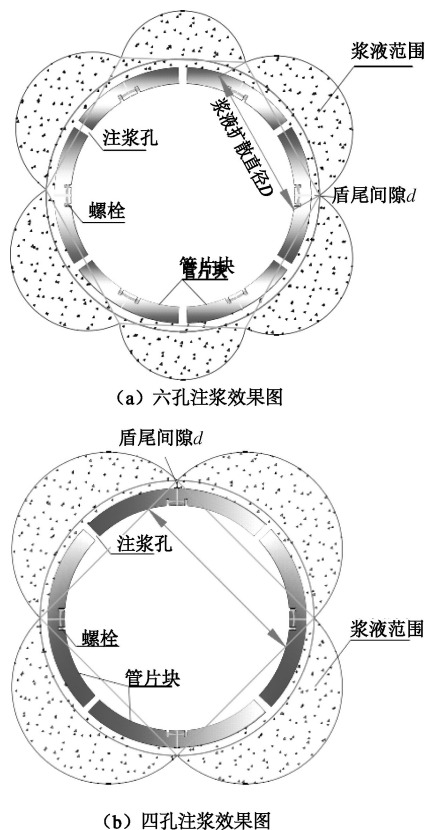 浆液范围
注浆孔
浆液扩散直径D
盾尾间隙d
螺栓
管片块
(a)六孔注浆效果图
盾尾间隙d
注浆孔
浆液范围
螺栓
管片块
(b)四孔注浆效果图